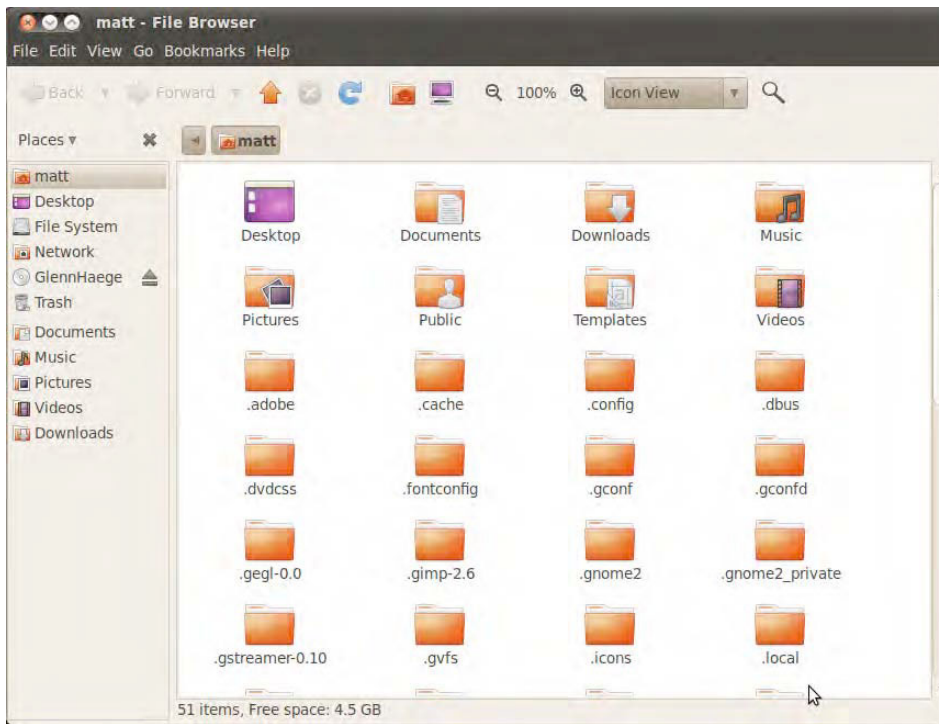 matt - File Browser
File Edit View Go Bookmarks Help
Back Forward 100% Icon View
Places matt
matt
Desktop
File System
Network
GlennHaege
Trash
Documents
Music
Pictures
Videos
Downloads
Desktop Documents Downloads Music
Pictures Public Templates Videos
.adobe .cache .config .dbus
.dvdcss .fontconfig .gconf .gconfd
.gegl-0.0 .gimp-2.6 .gnome2 .gnome2_private
.gstreamer-0.10 .gvfs .icons .local
51 items, Free space: 4.5 GB